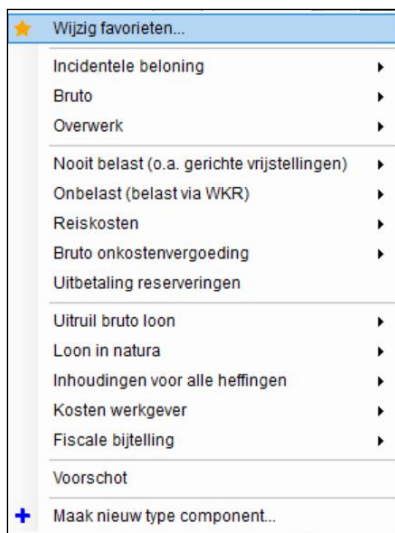 Wijzig favorieten...
Incidentele beloning
Bruto
Overwerk
Nooit belast (o.a. gerichte vrijstellingen)
Onbelast (belast via WKR)
Reiskosten
Bruto onkostenvergoeding
Uitbetaling reserveringen
Uitruil bruto loon
Loon in natura
Inhoudingen voor alle heffingen
Kosten werkgever
Fiscale bijtelling
Voorschot
Maak nieuw type component...